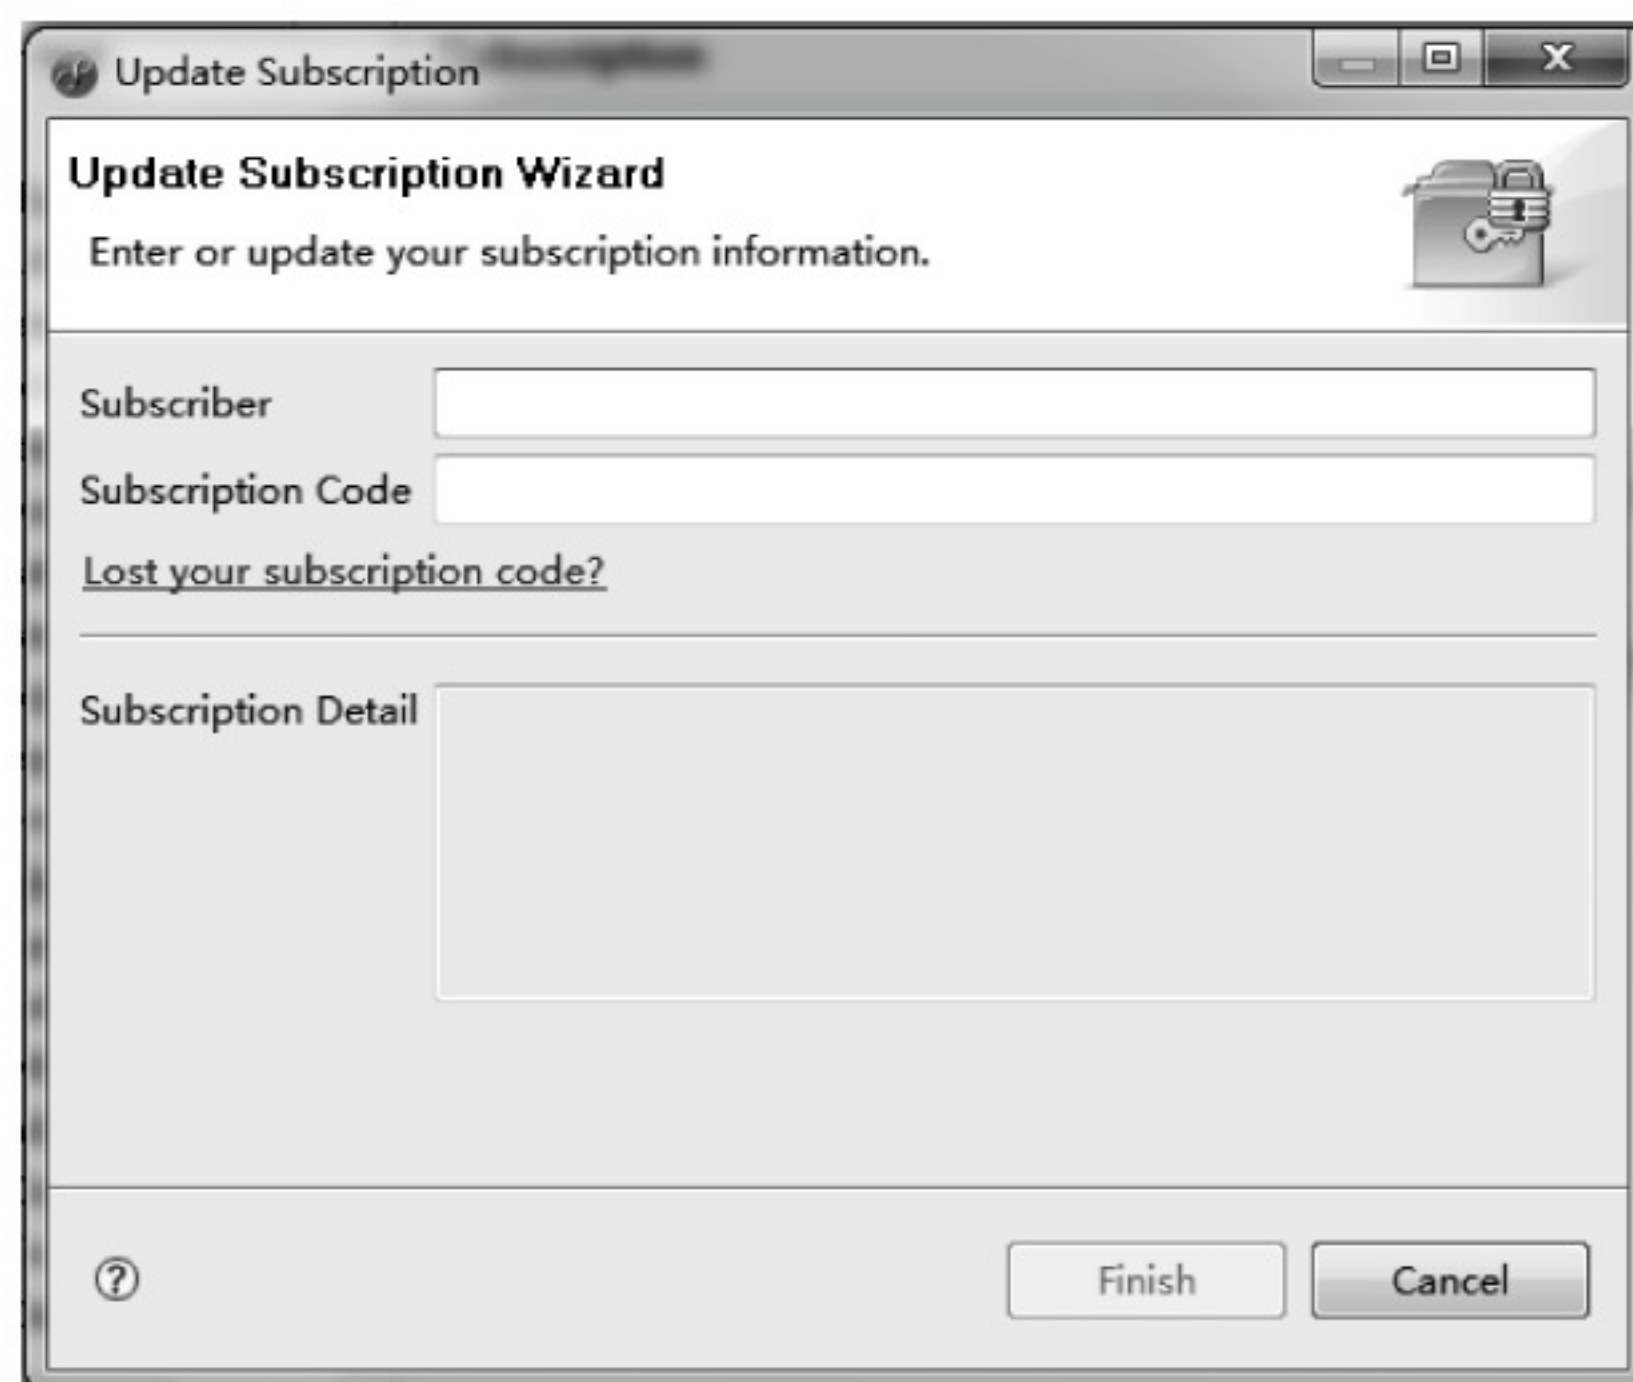 Update Subscription
Update Subscription Wizard
Enter or update your subscription information.
Subscriber
Subscription Code
Lost your subscription code?
Subscription Detail
Finish
Cancel